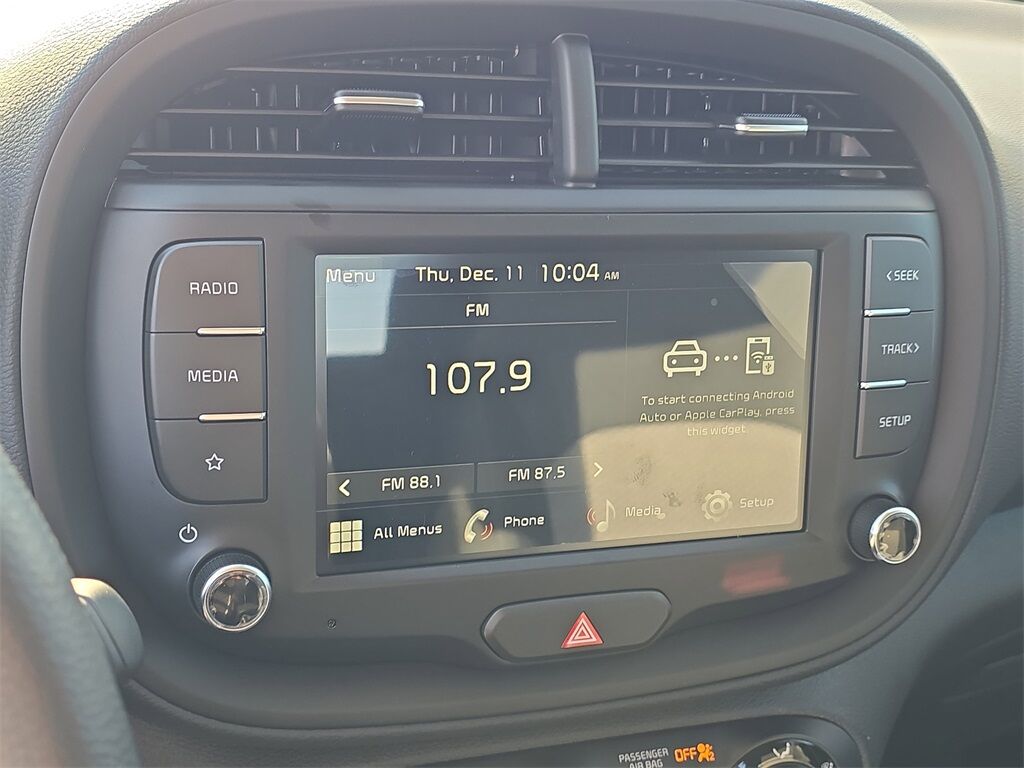 Menu Thu, Dec. 11 10:04 AM
FM
107.9
To start connecting Android
Auto or Apple CarPlay, press
this widget.
< FM 88.1 FM 87.5 >
All Menus Phone Media Setup
RADIO
MEDIA
< SEEK
TRACK >
SETUP
PASSENGER
AIR BAG
OFF 2